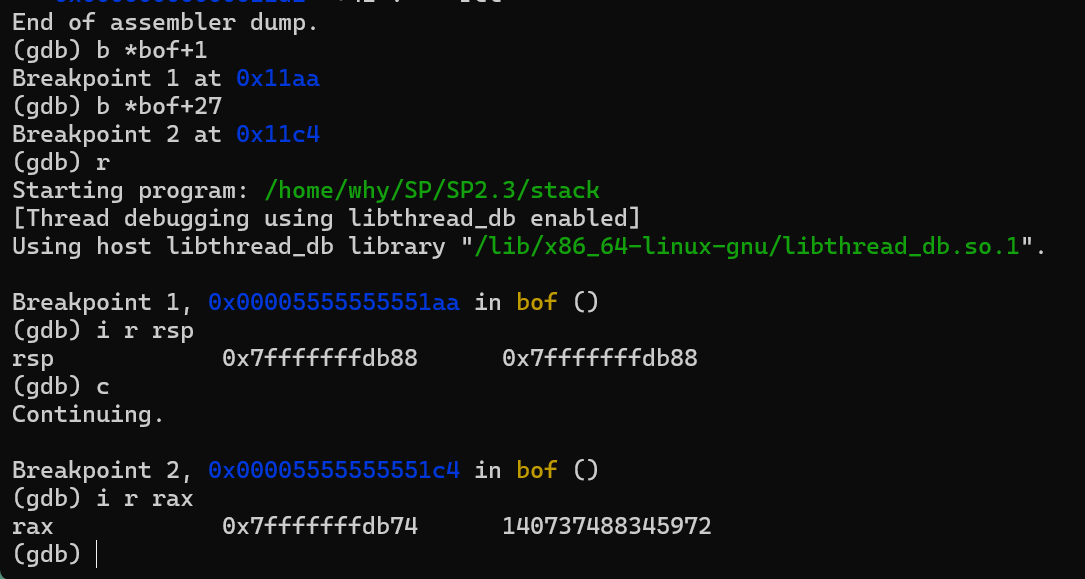 End of assembler dump.
(gdb) b *bof+1
Breakpoint 1 at 0x11aa
(gdb) b *bof+27
Breakpoint 2 at 0x11c4
(gdb) r
Starting program: /home/why/SP/SP2.3/stack
[Thread debugging using libthread_db enabled]
Using host libthread_db library "/lib/x86_64-linux-gnu/libthread_db.so.1".
Breakpoint 1, 0x00005555555551aa in bof ()
(gdb) i r rsp
rsp 0x7fffffffdb88 0x7fffffffdb88
(gdb) c
Continuing.
Breakpoint 2, 0x00005555555551c4 in bof ()
(gdb) i r rax
rax 0x7fffffffdb74 140737488345972
(gdb)